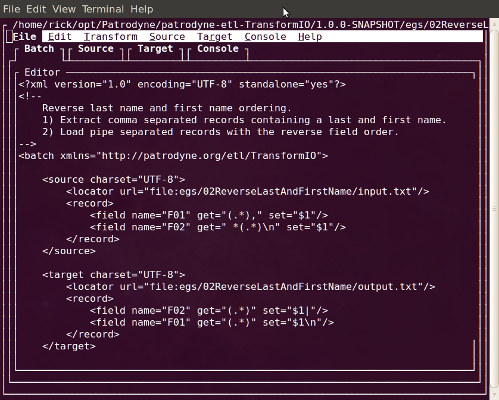 File Edit View Terminal Help
/home/rick/opt/Patrodyne/patrodyne-etl-TransformIO/1.0.0-SNAPSHOT/egs/02ReverseL
File Edit Transform Source Target Console Help
Batch Source Target Console
Editor
<?xml version="1.0" encoding="UTF-8" standalone="yes"?>
<!--
    Reverse last name and first name ordering.
    1) Extract comma separated records containing a last and first name.
    2) Load pipe separated records with the reverse field order.
-->
<batch xmlns="http://patrodyne.org/etl/TransformIO">
    <source charset="UTF-8">
        <locator url="file:egs/02ReverseLastAndFirstName/input.txt"/>
        <record>
            <field name="F01" get="(.*)," set="$1"/>
            <field name="F02" get=" *(.*)\n" set="$1"/>
        </record>
    </source>
    <target charset="UTF-8">
        <locator url="file:egs/02ReverseLastAndFirstName/output.txt"/>
        <record>
            <field name="F02" get="(.*)" set="$1|"/>
            <field name="F01" get="(.*)" set="$1\n"/>
        </record>
    </target>